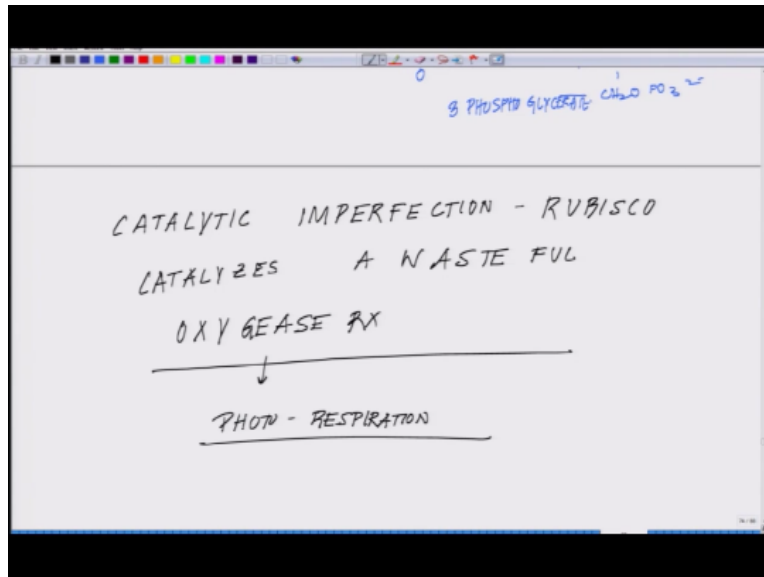 O
3 PHOSPHO GLYCERATE CH2O PO3 2-
CATALYTIC IMPERFECTION - RUBISCO
CATALYZES A WASTE FUL
OXYGEASE RX
PHOTO - RESPIRATION